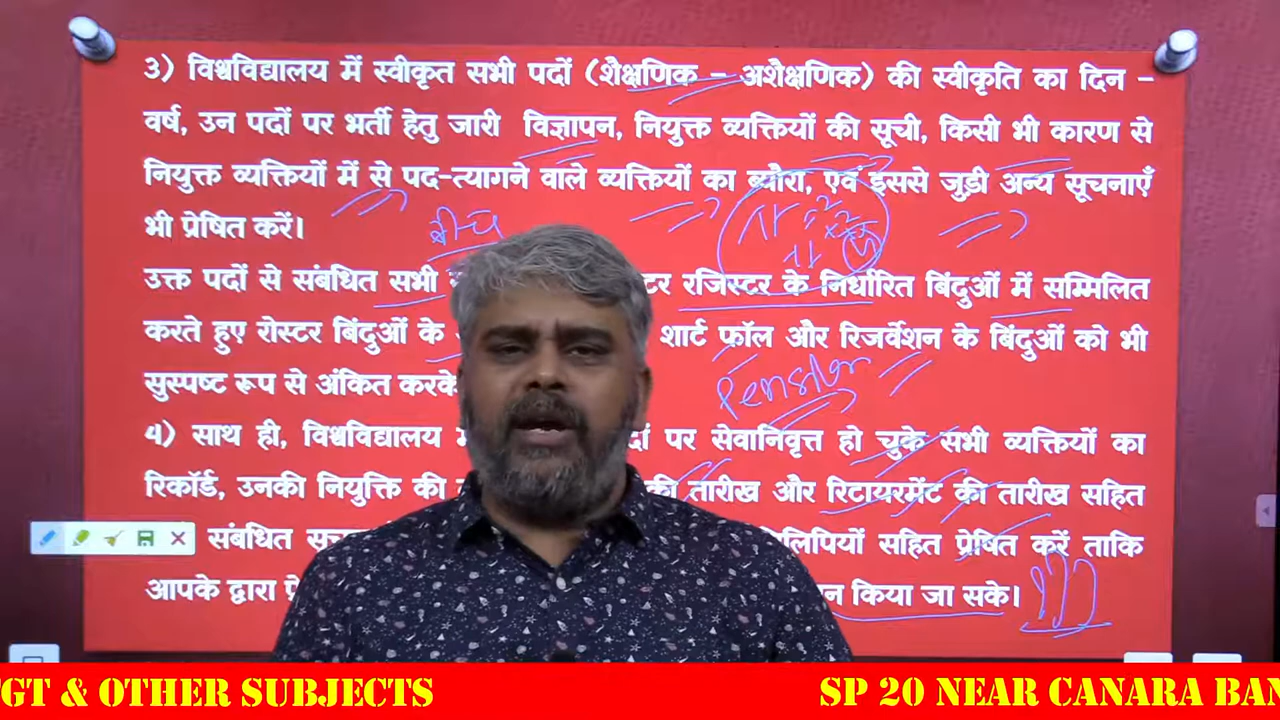 3) विश्वविद्यालय में स्वीकृत सभी पदों (शैक्षणिक – अशैक्षणिक) की स्वीकृति का दिन –
वर्ष, उन पदों पर भर्ती हेतु जारी विज्ञापन, नियुक्त व्यक्तियों की सूची, किसी भी कारण से
नियुक्त व्यक्तियों में से पद-त्यागने वाले व्यक्तियों का ब्योरा, एवं इससे जुड़ी अन्य सूचनाएँ
भी प्रेषित करें।
उक्त पदों से संबधित सभी टर रजिस्टर के निर्धारित बिंदुओं में सम्मिलित
करते हुए रोस्टर बिंदुओं के शार्ट फ़ॉल और रिजर्वेशन के बिंदुओं को भी
सुस्पष्ट रूप से अंकित करके
Pension
4) साथ ही, विश्वविद्यालय दों पर सेवानिवृत्त हो चुके सभी व्यक्तियों का
रिकॉर्ड, उनकी नियुक्ति की की तारीख और रिटायरमेंट की तारीख सहित
संबंधित लिपियों सहित प्रेषित करें ताकि
आपके द्वारा न किया जा सके।
TGT & OTHER SUBJECTS SP 20 NEAR CANARA BAN